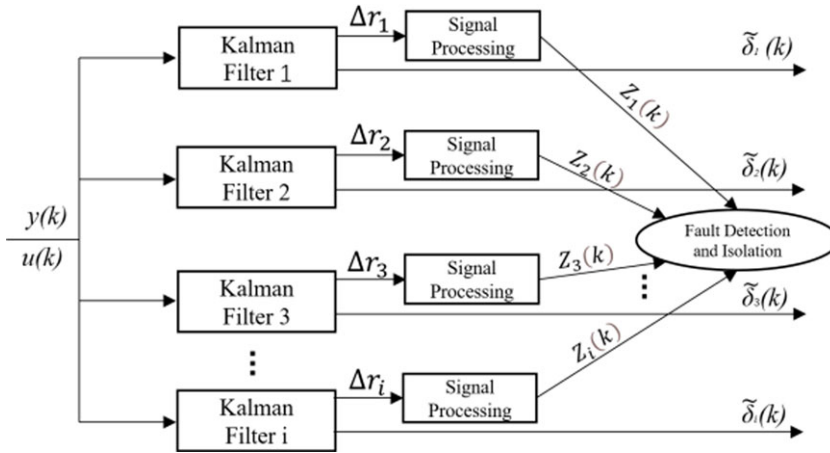 Kalman
Filter 1
Δr₁
Signal
Processing
Z₁(k)
δ̃₁(k)
Kalman
Filter 2
Δr₂
Signal
Processing
Z₂(k)
δ̃₂(k)
y(k)
u(k)
Fault Detection
and Isolation
Kalman
Filter 3
Δr₃
Signal
Processing
Z₃(k)
⋮
δ̃₃(k)
⋮
Kalman
Filter i
Δrᵢ
Signal
Processing
Zᵢ(k)
δ̃ᵢ(k)